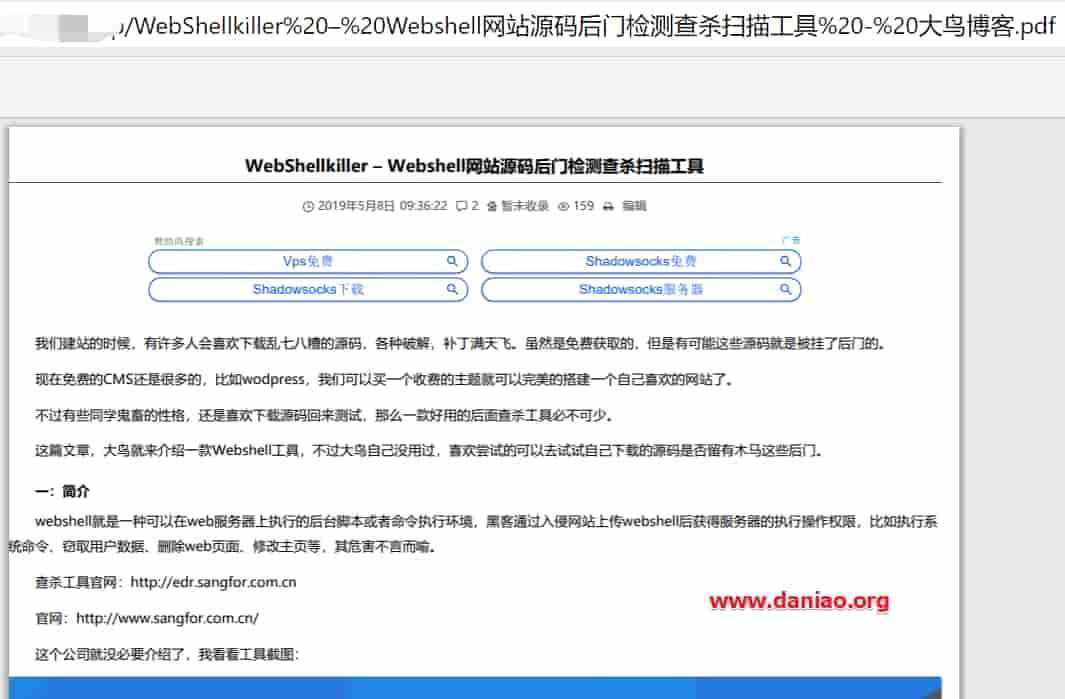 /WebShellkiller%20–%20Webshell网站源码后门检测查杀扫描工具%20-%20大鸟博客.pdf
WebShellkiller – Webshell网站源码后门检测查杀扫描工具
2019年5月8日 09:36:22 2 暂未收录 159 编辑
赞助商搜索 广告
Vps免费 Shadowsocks免费
Shadowsocks下载 Shadowsocks服务器
我们建站的时候，有许多人会喜欢下载乱七八糟的源码，各种破解，补丁满天飞。虽然是免费获取的，但是有可能这些源码就是被挂了后门的。
现在免费的CMS还是很多的，比如wodpress，我们可以买一个收费的主题就可以完美的搭建一个自己喜欢的网站了。
不过有些同学鬼畜的性格，还是喜欢下载源码回来测试，那么一款好用的后面查杀工具必不可少。
这篇文章，大鸟就来介绍一款Webshell工具，不过大鸟自己没用过，喜欢尝试的可以去试试自己下载的源码是否留有木马这些后门。
一：简介
webshell就是一种可以在web服务器上执行的后台脚本或者命令执行环境，黑客通过入侵网站上传webshell后获得服务器的执行操作权限，比如执行系
统命令、窃取用户数据、删除web页面、修改主页等，其危害不言而喻。
查杀工具官网：http://edr.sangfor.com.cn
www.daniao.org
官网：http://www.sangfor.com.cn/
这个公司就没必要介绍了，我看看工具截图：